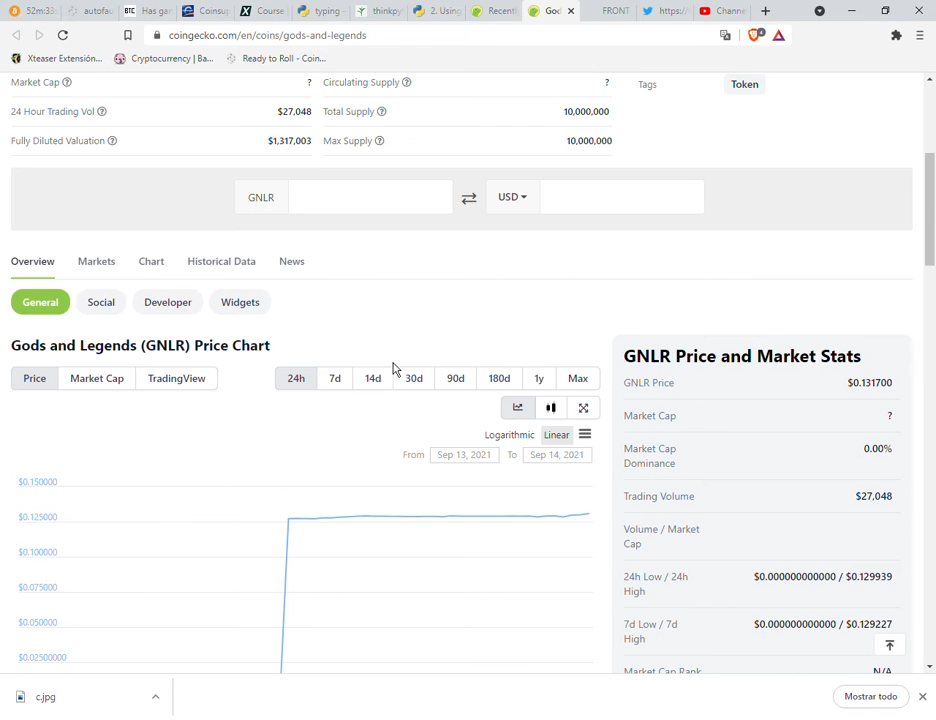 52m:33s
autofau
BTC Has gan
Coinsup
Course
typing -
thinkpy
2. Using
Recent
God
FRONT
https:/
Channe
coingecko.com/en/coins/gods-and-legends
4
Xteaser Extensión...
Cryptocurrency | Ba...
Ready to Roll - Coin...
Market Cap ? ?
Circulating Supply ? ?
Tags Token
24 Hour Trading Vol ? $27,048
Total Supply ? 10,000,000
Fully Diluted Valuation ? $1,317,003
Max Supply ? 10,000,000
GNLR
USD
Overview Markets Chart Historical Data News
General Social Developer Widgets
Gods and Legends (GNLR) Price Chart
Price Market Cap TradingView
24h 7d 14d 30d 90d 180d 1y Max
Logarithmic Linear
From Sep 13, 2021 To Sep 14, 2021
$0.150000
$0.125000
$0.100000
$0.075000
$0.050000
$0.02500000
GNLR Price and Market Stats
GNLR Price $0.131700
Market Cap ?
Market Cap
Dominance
0.00%
Trading Volume $27,048
Volume / Market
Cap
24h Low / 24h
High
$0.000000000000 / $0.129939
7d Low / 7d
High
$0.000000000000 / $0.129227
Market Cap Rank N/A
c.jpg
Mostrar todo